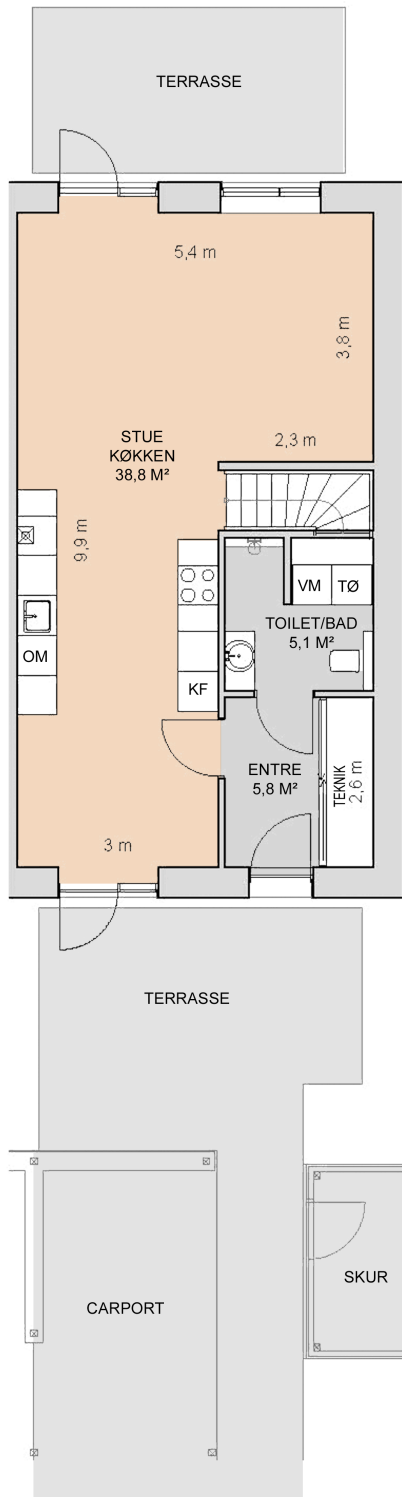 TERRASSE
5,4 m
3,8 m
2,3 m
STUE
KØKKEN
38,8 M²
9,9 m
VM
TØ
TOILET/BAD
5,1 M²
OM
KF
ENTRE
5,8 M²
TEKNIK
2,6 m
3 m
TERRASSE
SKUR
CARPORT